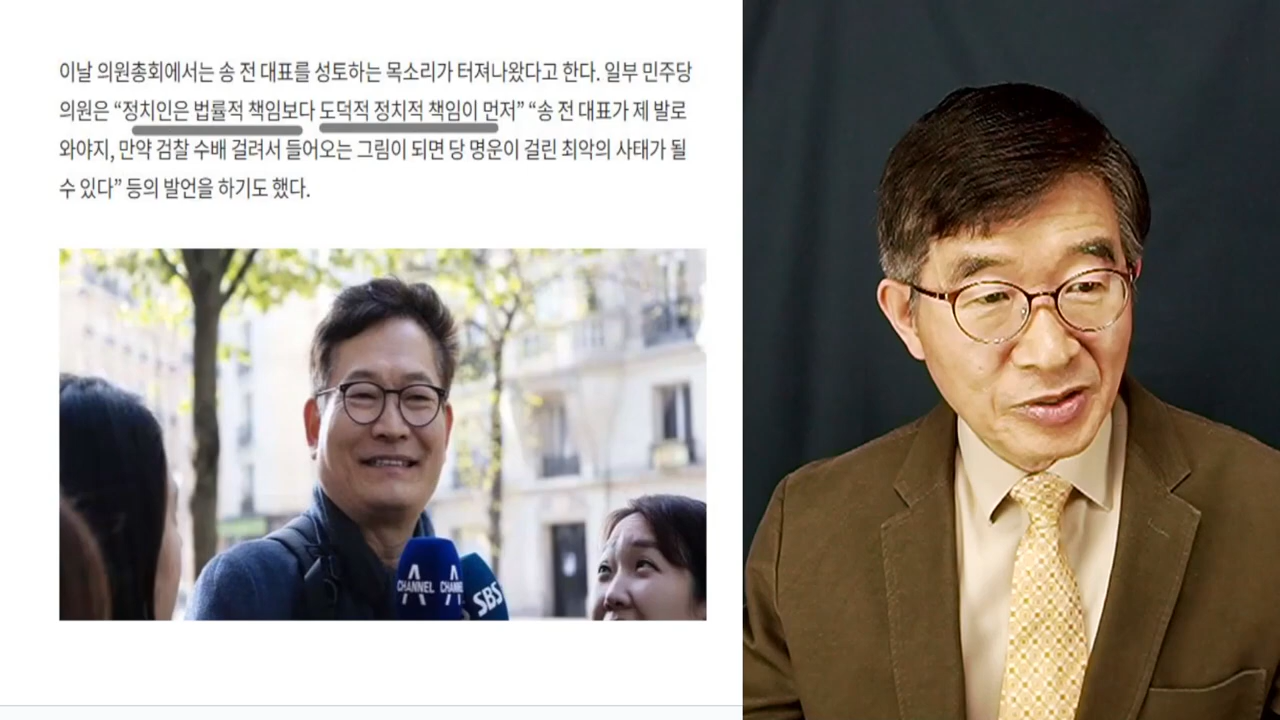 이날 의원총회에서는 송 전 대표를 성토하는 목소리가 터져나왔다고 한다. 일부 민주당
의원은 “정치인은 법률적 책임보다 도덕적 정치적 책임이 먼저” “송 전 대표가 제 발로
와야지, 만약 검찰 수배 걸려서 들어오는 그림이 되면 당 명운이 걸린 최악의 사태가 될
수 있다” 등의 발언을 하기도 했다.
CHANNEL A
CHANNEL A
SBS